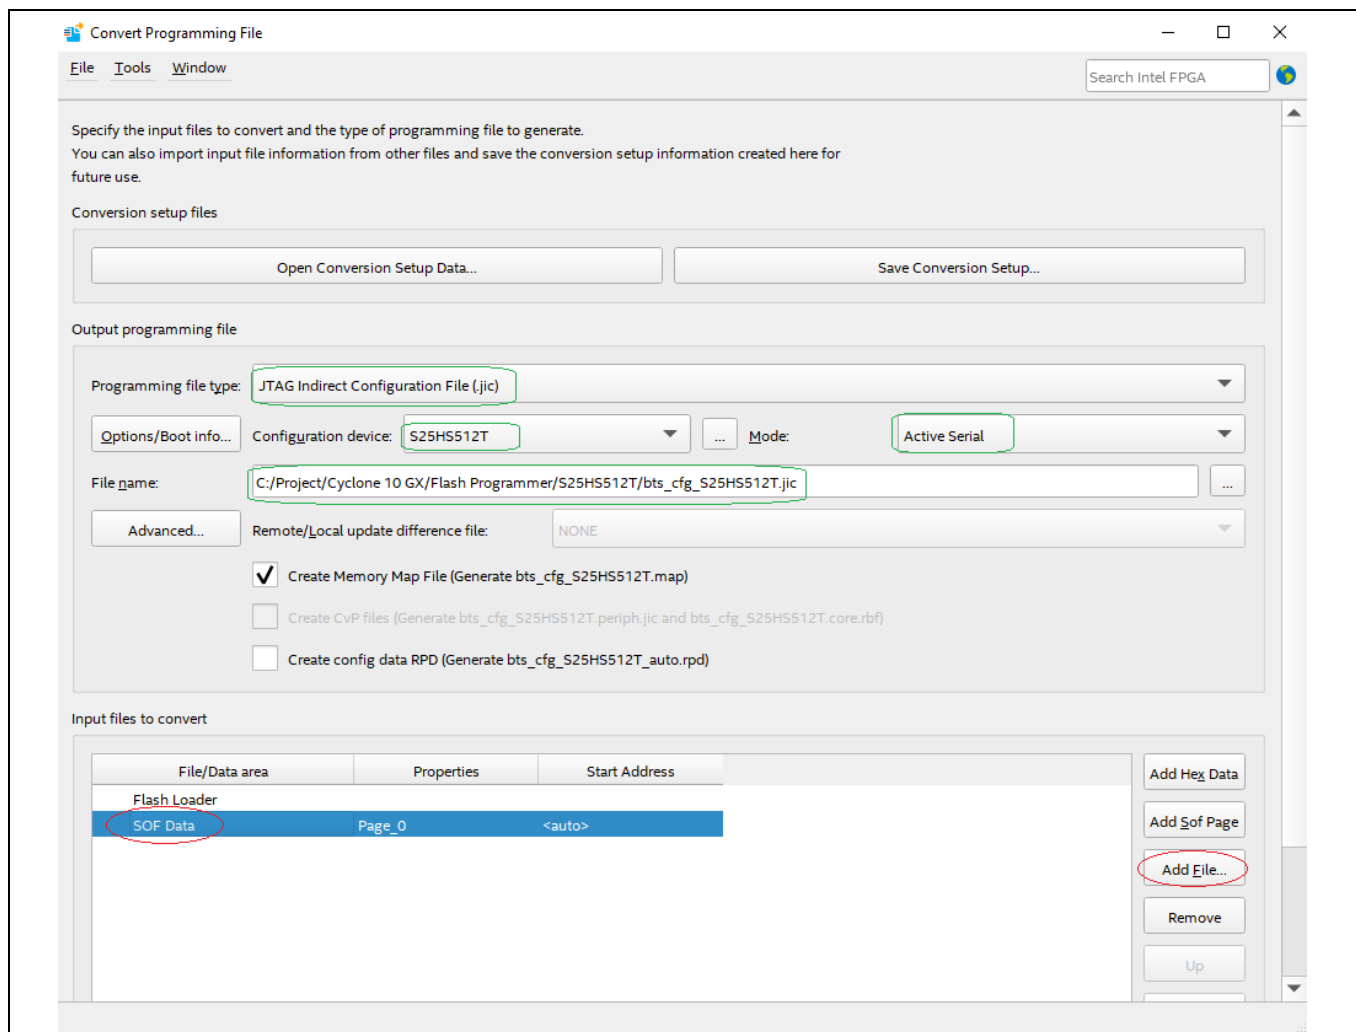 Convert Programming File
File Tools Window
Search Intel FPGA
Specify the input files to convert and the type of programming file to generate.
You can also import input file information from other files and save the conversion setup information created here for
future use.
Conversion setup files
Open Conversion Setup Data... Save Conversion Setup...
Output programming file
Programming file type: JTAG Indirect Configuration File (.jic)
Options/Boot info... Configuration device: S25HS512T ... Mode: Active Serial
File name: C:/Project/Cyclone 10 GX/Flash Programmer/S25HS512T/bts_cfg_S25HS512T.jic ...
Advanced... Remote/Local update difference file: NONE
Create Memory Map File (Generate bts_cfg_S25HS512T.map)
Create CvP files (Generate bts_cfg_S25HS512T.periph.jic and bts_cfg_S25HS512T.core.rbf)
Create config data RPD (Generate bts_cfg_S25HS512T_auto.rpd)
Input files to convert
File/Data area Properties Start Address
Flash Loader
SOF Data Page_0 <auto>
Add Hex Data
Add Sof Page
Add File...
Remove
Up